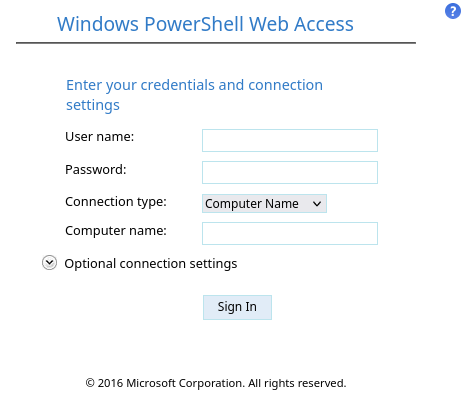 Windows PowerShell Web Access
?
Enter your credentials and connection
settings
User name:
Password:
Connection type: Computer Name
Computer name:
Optional connection settings
Sign In
© 2016 Microsoft Corporation. All rights reserved.